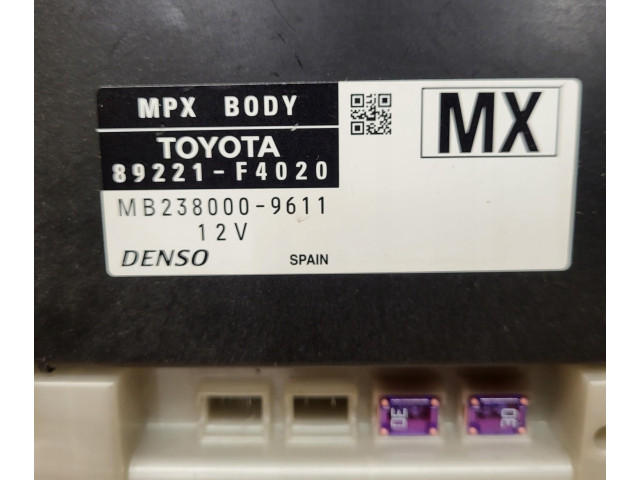 MPX BODY
TOYOTA
89221-F4020
MB238000-9611
12V
DENSO
SPAIN
MX
30
30